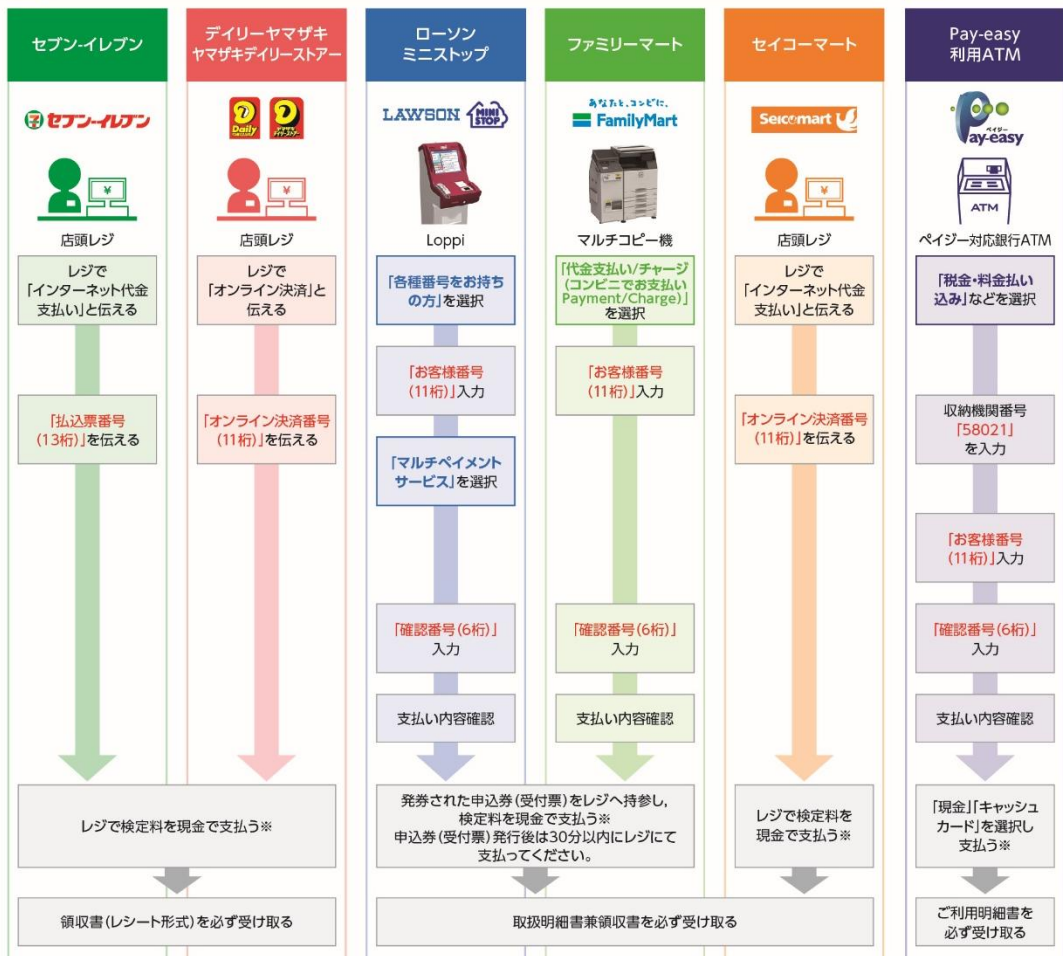 セブン-イレブン
セブン-イレブン
店頭レジ
レジで
「インターネット代金
支払い」と伝える
「払込票番号
(13桁)」を伝える
デイリーヤマザキ
ヤマザキデイリーストアー
Daily
店頭レジ
レジで
「オンライン決済」と
伝える
「オンライン決済番号
(11桁)」を伝える
レジで検定料を現金で支払う※
領収書(レシート形式)を必ず受け取る
ローソン
ミニストップ
LAWSON
MINI
STOP
Loppi
「各種番号をお持ち
の方」を選択
「お客様番号
(11桁)」入力
「マルチペイメント
サービス」を選択
「確認番号(6桁)」
入力
支払い内容確認
ファミリーマート
あなたと、コンビに、
FamilyMart
マルチコピー機
「代金支払い/チャージ
(コンビニでお支払い
Payment/Charge)」
を選択
「お客様番号
(11桁)」入力
「確認番号(6桁)」
入力
支払い内容確認
発券された申込券(受付票)をレジへ持参し,
検定料を現金で支払う※
申込券(受付票)発行後は30分以内にレジにて
支払ってください。
セイコーマート
Seicomart
店頭レジ
レジで
「インターネット代金
支払い」と伝える
「オンライン決済番号
(11桁)」を伝える
レジで検定料を
現金で支払う※
取扱明細書兼領収書を必ず受け取る
Pay-easy
利用ATM
ペイジー
Pay-easy
ATM
ペイジー対応銀行ATM
「税金・料金払い
込み」などを選択
収納機関番号
「58021」
を入力
「お客様番号
(11桁)」入力
「確認番号(6桁)」
入力
支払い内容確認
「現金」「キャッシュ
カード」を選択し
支払う※
ご利用明細書を
必ず受け取る